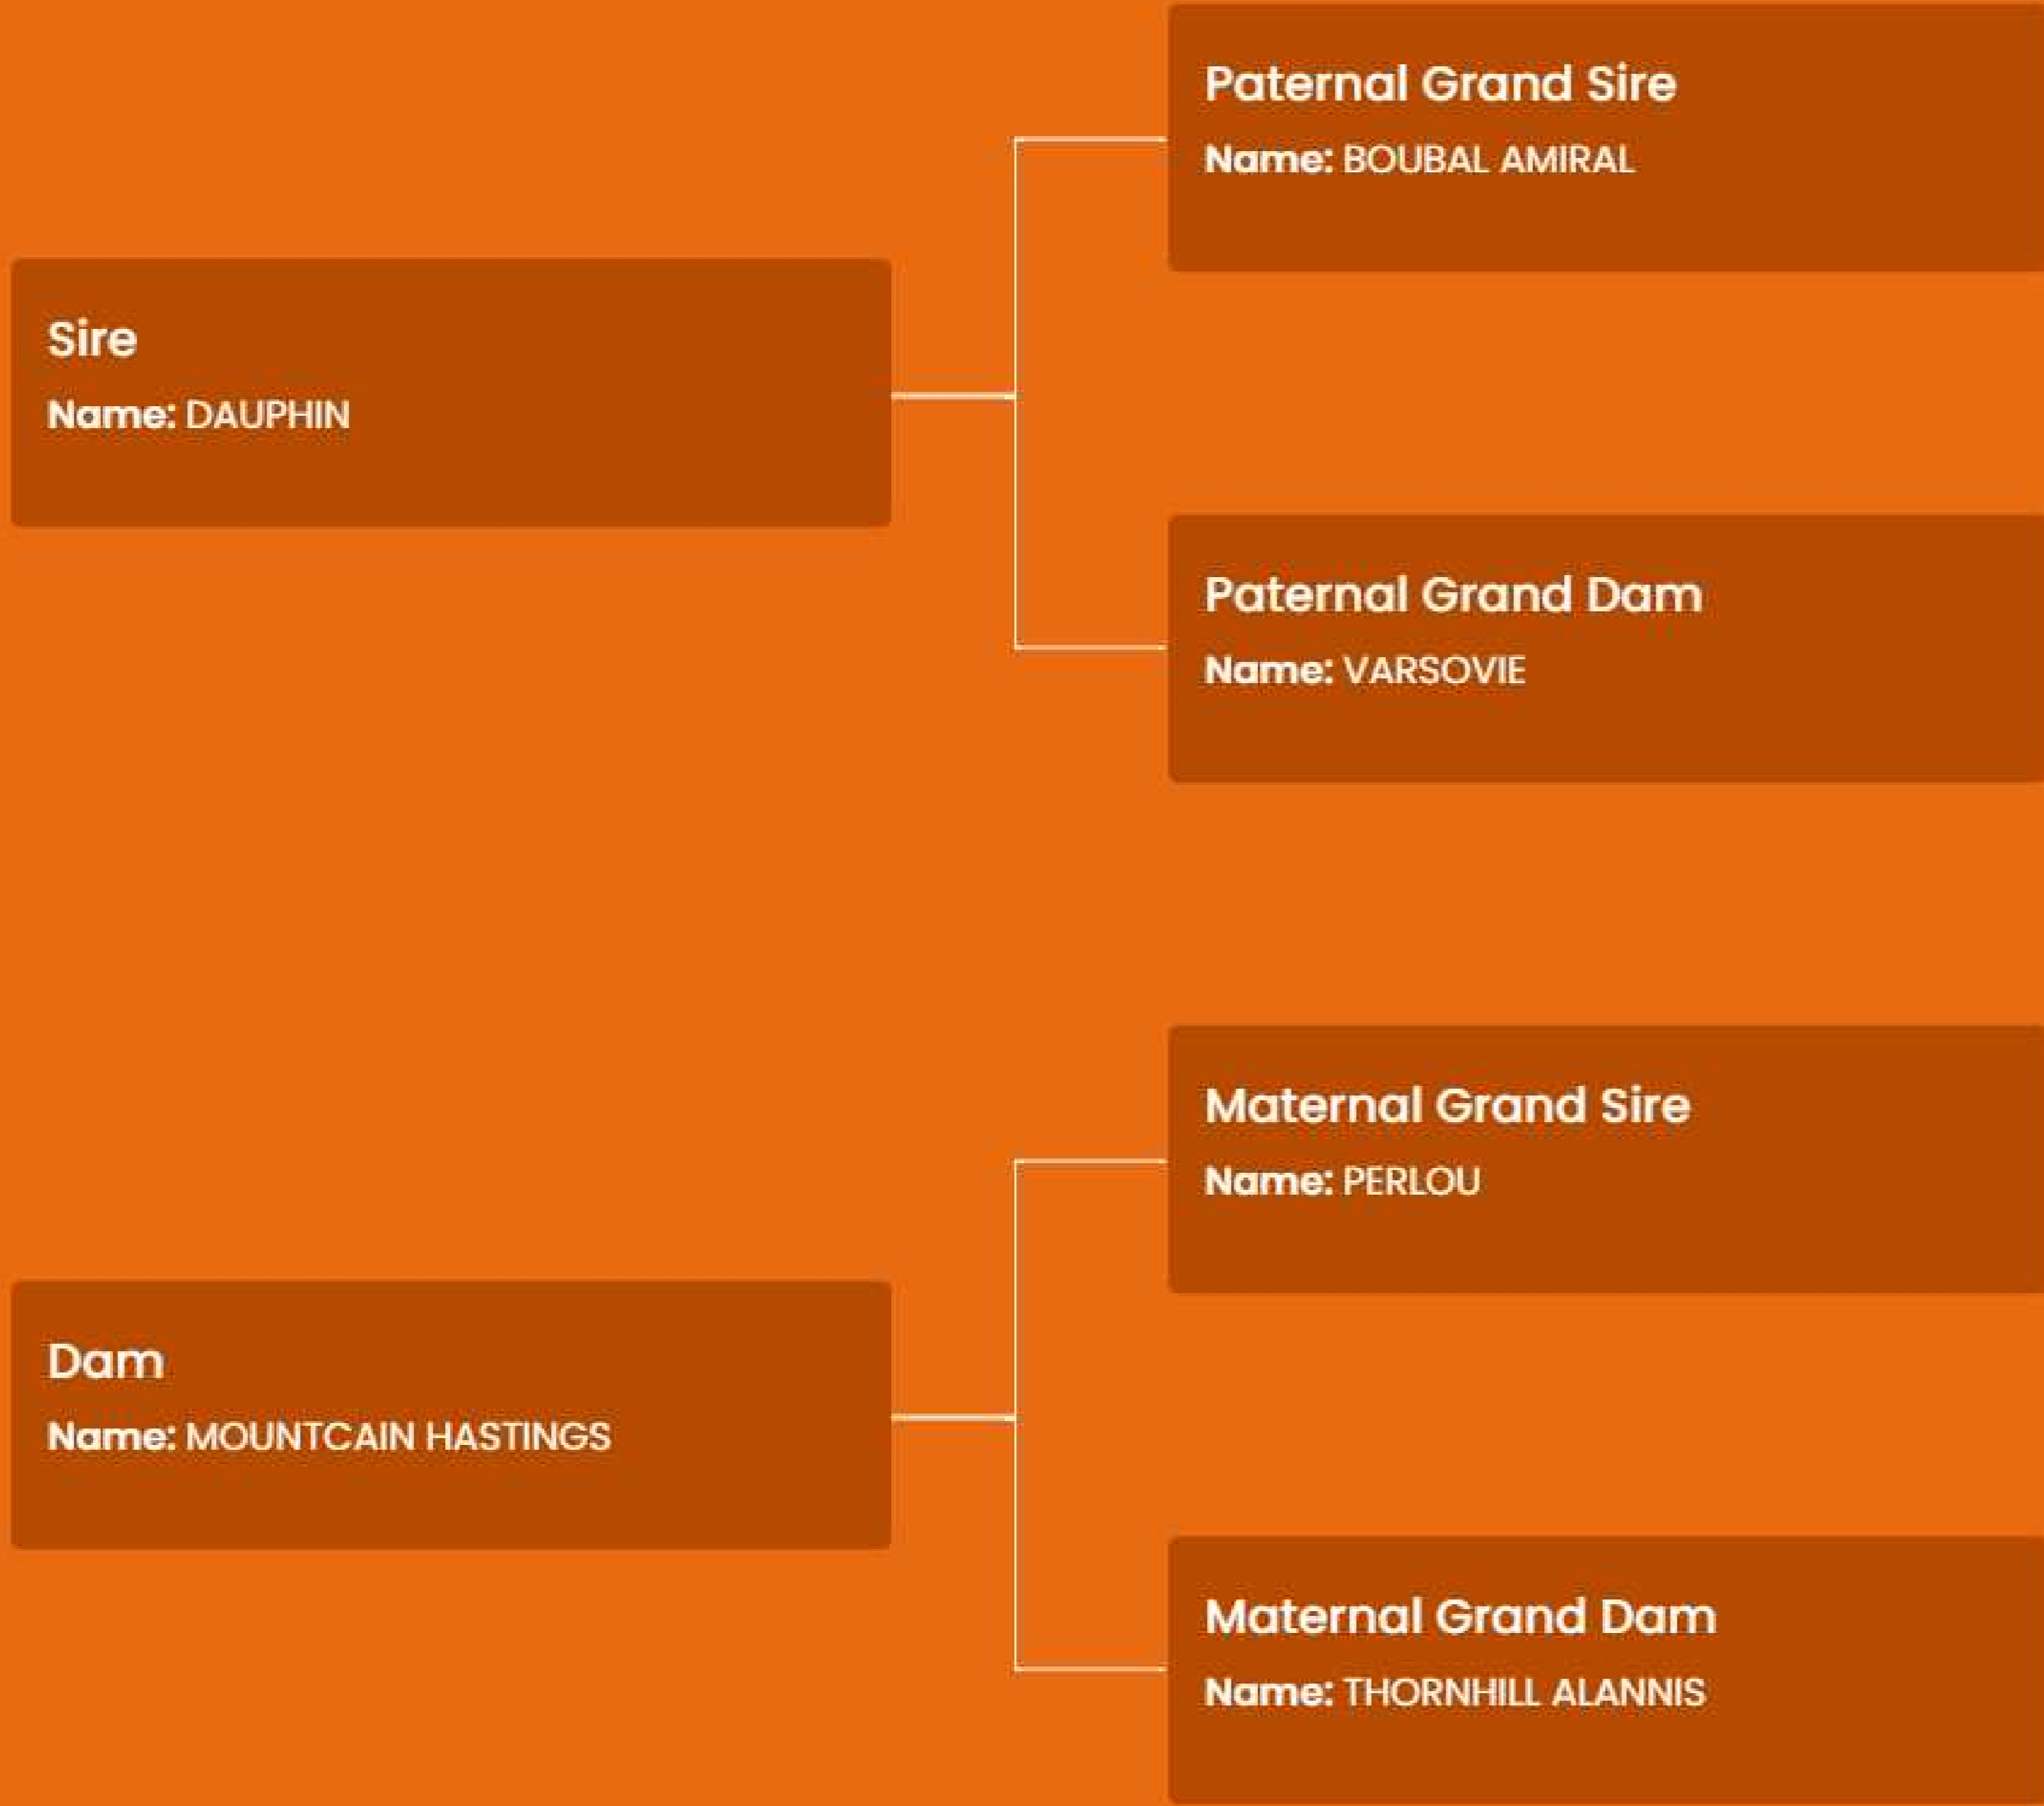 Paternal Grand Sire
Name: BOUBAL AMIRAL
Sire
Name: DAUPHIN
Paternal Grand Dam
Name: VARSOVIE
Maternal Grand Sire
Name: PERLOU
Dam
Name: MOUNTCAIN HASTINGS
Maternal Grand Dam
Name: THORNHILL ALANNIS